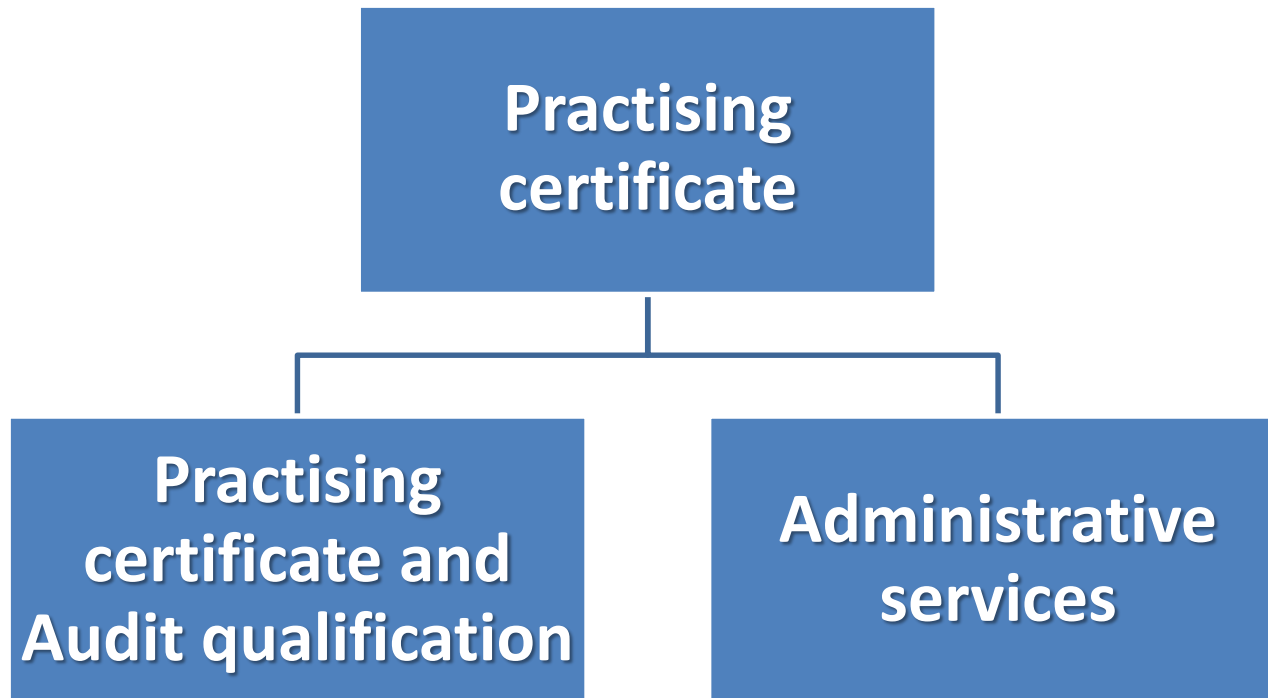 Practising
certificate
Practising
certificate and
Audit qualification
Administrative
services